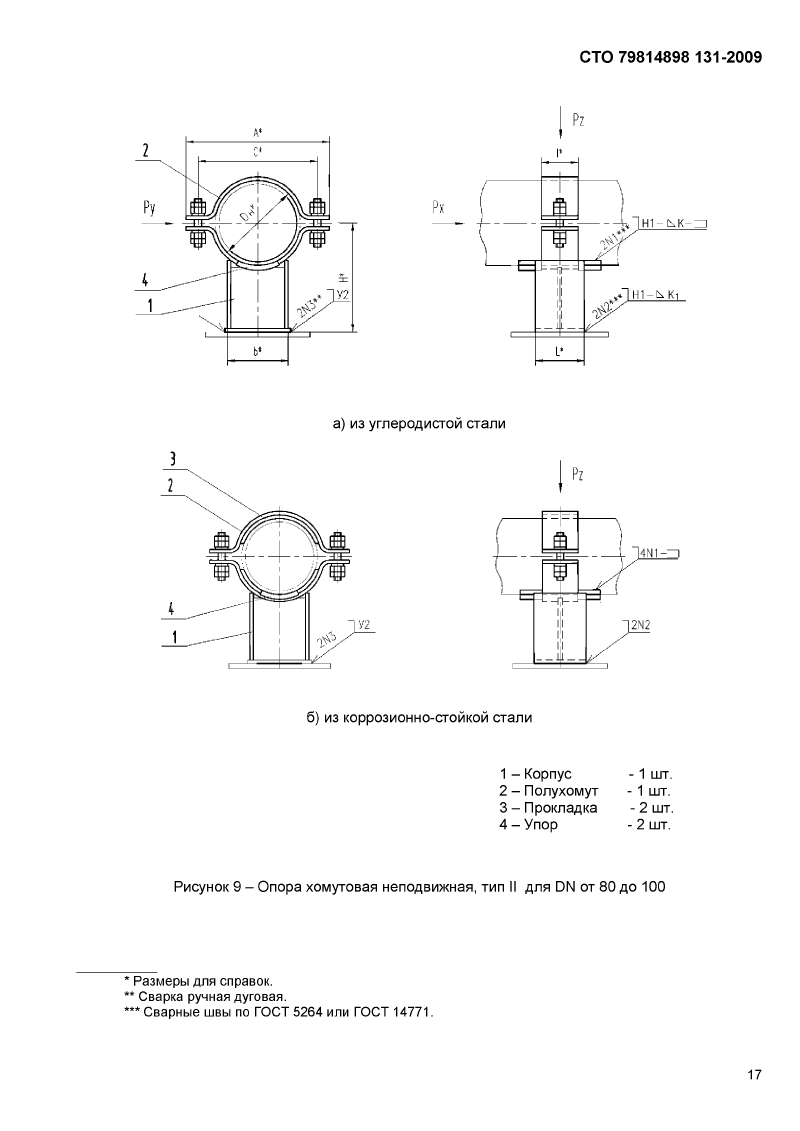 СТО 79814898 131-2009
Pz
A*
C*
2
Dн*
Py
H*
4
1
2N3**
У2
b*
l*
Px
2N1***
H1-⊿K-⊐
2N2***
H1-⊿K1
L*
а) из углеродистой стали
3
2
Pz
4
1
2N3
У2
4N1-⊐
2N2
б) из коррозионно-стойкой стали
1 – Корпус - 1 шт.
2 – Полухомут - 1 шт.
3 – Прокладка - 2 шт.
4 – Упор - 2 шт.
Рисунок 9 – Опора хомутовая неподвижная, тип II для DN от 80 до 100
* Размеры для справок.
** Сварка ручная дуговая.
*** Сварные швы по ГОСТ 5264 или ГОСТ 14771.
17